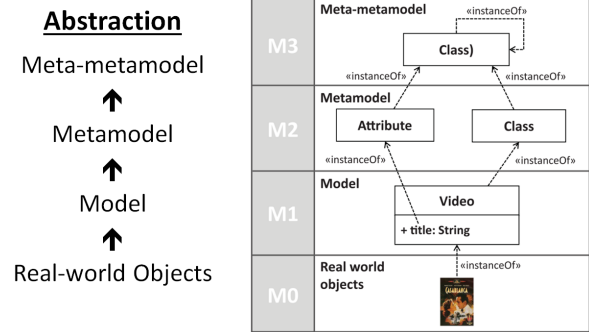 Abstraction
Meta-metamodel
Metamodel
Model
Real-world Objects
M3
Meta-metamodel
«instanceOf»
Class)
«instanceOf»
«instanceOf»
M2
Metamodel
Attribute
Class
«instanceOf»
«instanceOf»
M1
Model
Video
+ title: String
M0
Real world
objects
«instanceOf»
CASABLANCA